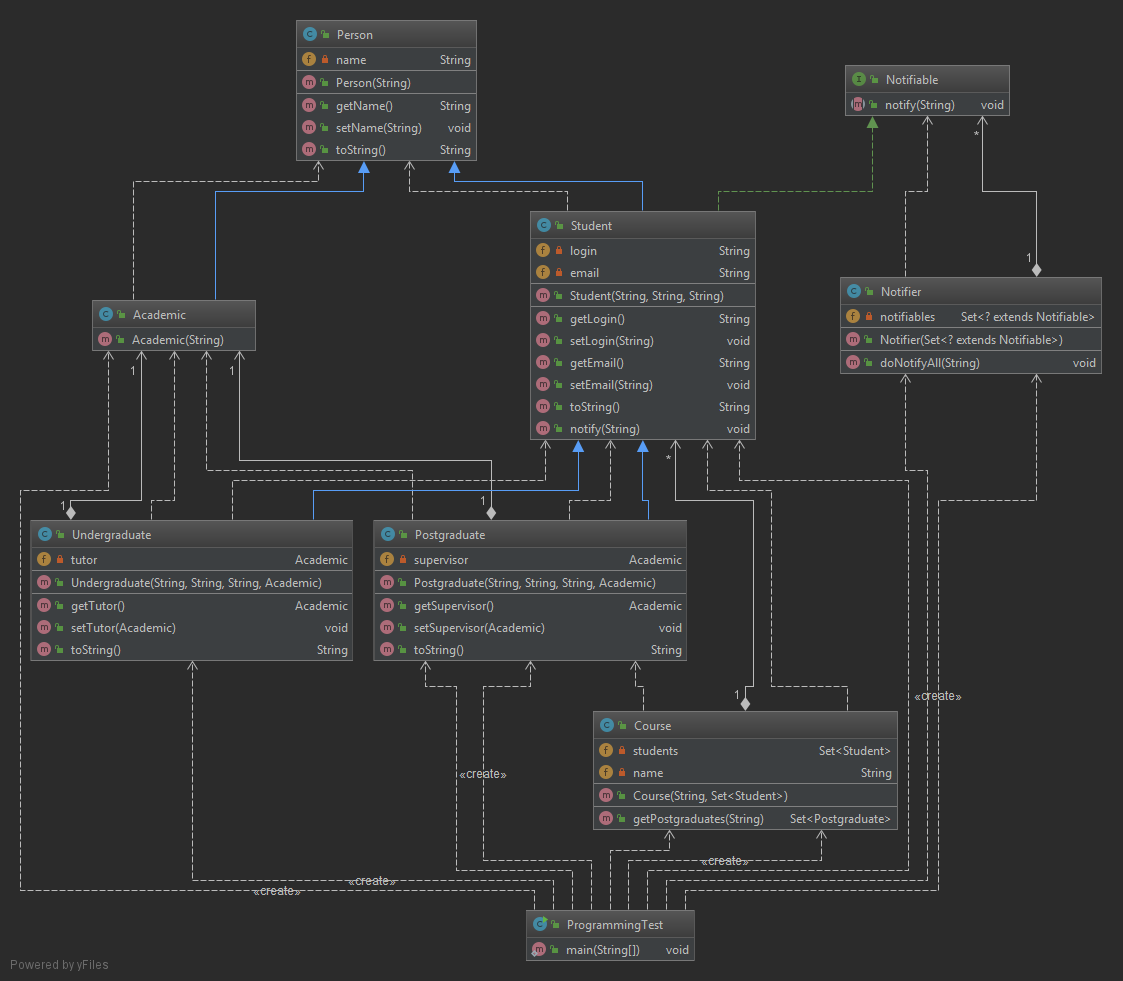 Person
name String
Person(String)
getName() String
setName(String) void
toString() String
Notifiable
notify(String) void
*
Student
login String
email String
Student(String, String, String)
getLogin() String
setLogin(String) void
getEmail() String
setEmail(String) void
toString() String
notify(String) void
1
Notifier
notifiables Set<? extends Notifiable>
Notifier(Set<? extends Notifiable>)
doNotifyAll(String) void
Academic
Academic(String)
1 1
*
1 1
Undergraduate
tutor Academic
Undergraduate(String, String, String, Academic)
getTutor() Academic
setTutor(Academic) void
toString() String
Postgraduate
supervisor Academic
Postgraduate(String, String, String, Academic)
getSupervisor() Academic
setSupervisor(Academic) void
toString() String
1
«create»
Course
students Set<Student>
name String
Course(String, Set<Student>)
getPostgraduates(String) Set<Postgraduate>
«create»
«create»
«create»
«create»
ProgrammingTest
main(String[]) void
Powered by yFiles